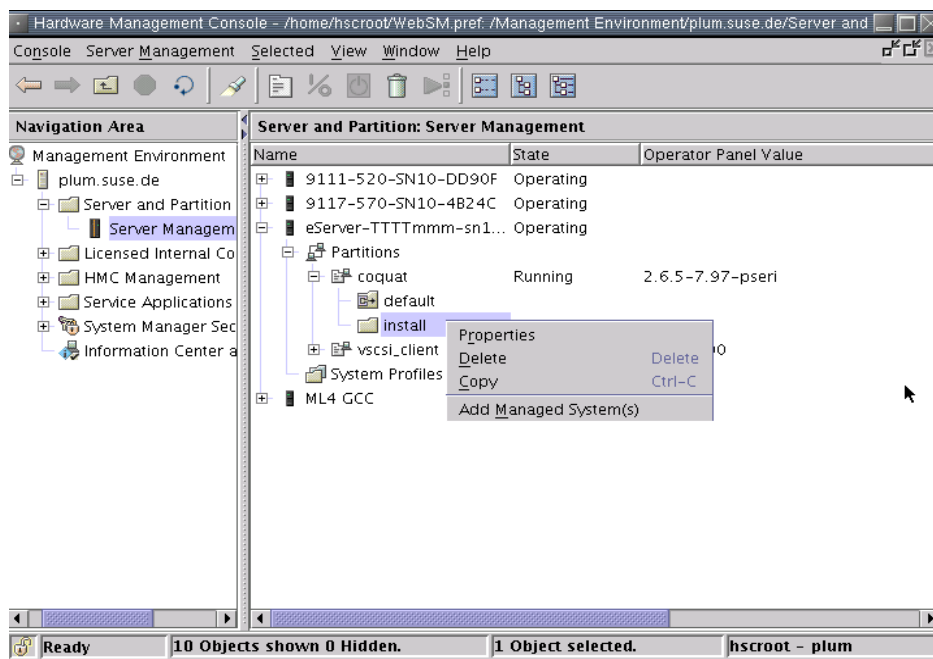 Hardware Management Console - /home/hscroot/WebSM.pref: /Management Environment/plum.suse.de/Server and
Console Server Management Selected View Window Help
Navigation Area
Server and Partition: Server Management
Management Environment
plum.suse.de
Server and Partition
Server Managem
Licensed Internal Co
HMC Management
Service Applications
System Manager Sec
Information Center a
Name State Operator Panel Value
9111-520-SN10-DD90F Operating
9117-570-SN10-4B24C Operating
eServer-TTTTmmm-sn1... Operating
Partitions
coquat Running 2.6.5-7.97-pseri
default
install
vscsi_client
System Profiles
ML4 GCC
Properties
Delete Delete
Copy Ctrl-C
Add Managed System(s)
Ready 10 Objects shown 0 Hidden. 1 Object selected. hscroot - plum